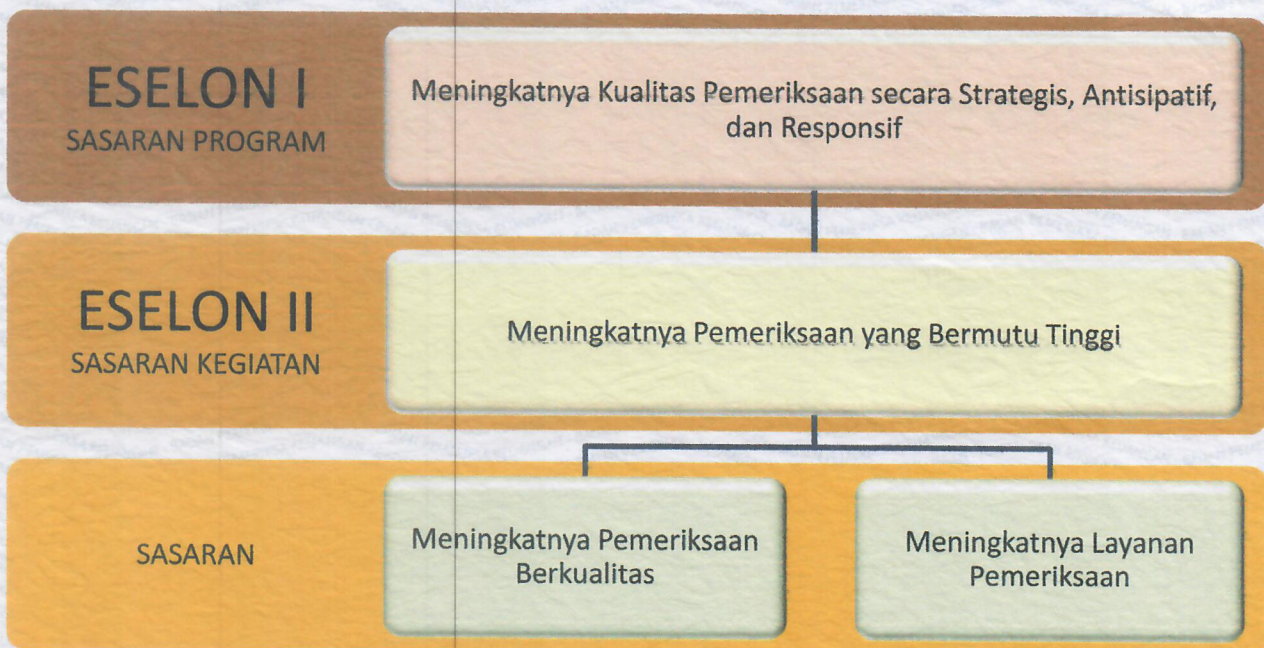 ESELON I
SASARAN PROGRAM
Meningkatnya Kualitas Pemeriksaan secara Strategis, Antisipatif,
dan Responsif
ESELON II
SASARAN KEGIATAN
Meningkatnya Pemeriksaan yang Bermutu Tinggi
SASARAN
Meningkatnya Pemeriksaan
Berkualitas
Meningkatnya Layanan
Pemeriksaan